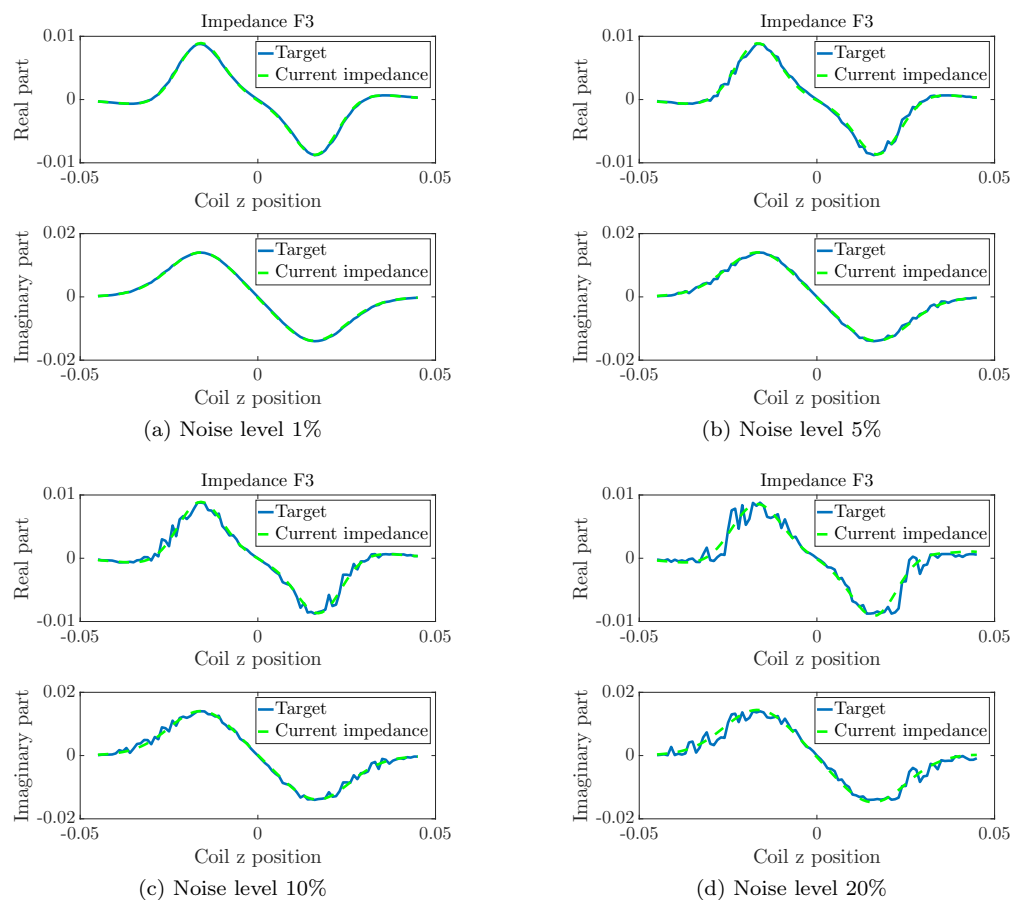 Impedance F3
0.01
0
-0.01
Real part
Target
Current impedance
-0.05
0
0.05
Coil z position
0.02
0
-0.02
Imaginary part
Target
Current impedance
-0.05
0
0.05
Coil z position
(a) Noise level 1%
Impedance F3
0.01
0
-0.01
Real part
Target
Current impedance
-0.05
0
0.05
Coil z position
0.02
0
-0.02
Imaginary part
Target
Current impedance
-0.05
0
0.05
Coil z position
(b) Noise level 5%
Impedance F3
0.01
0
-0.01
Real part
Target
Current impedance
-0.05
0
0.05
Coil z position
0.02
0
-0.02
Imaginary part
Target
Current impedance
-0.05
0
0.05
Coil z position
(c) Noise level 10%
Impedance F3
0.01
0
-0.01
Real part
Target
Current impedance
-0.05
0
0.05
Coil z position
0.02
0
-0.02
Imaginary part
Target
Current impedance
-0.05
0
0.05
Coil z position
(d) Noise level 20%